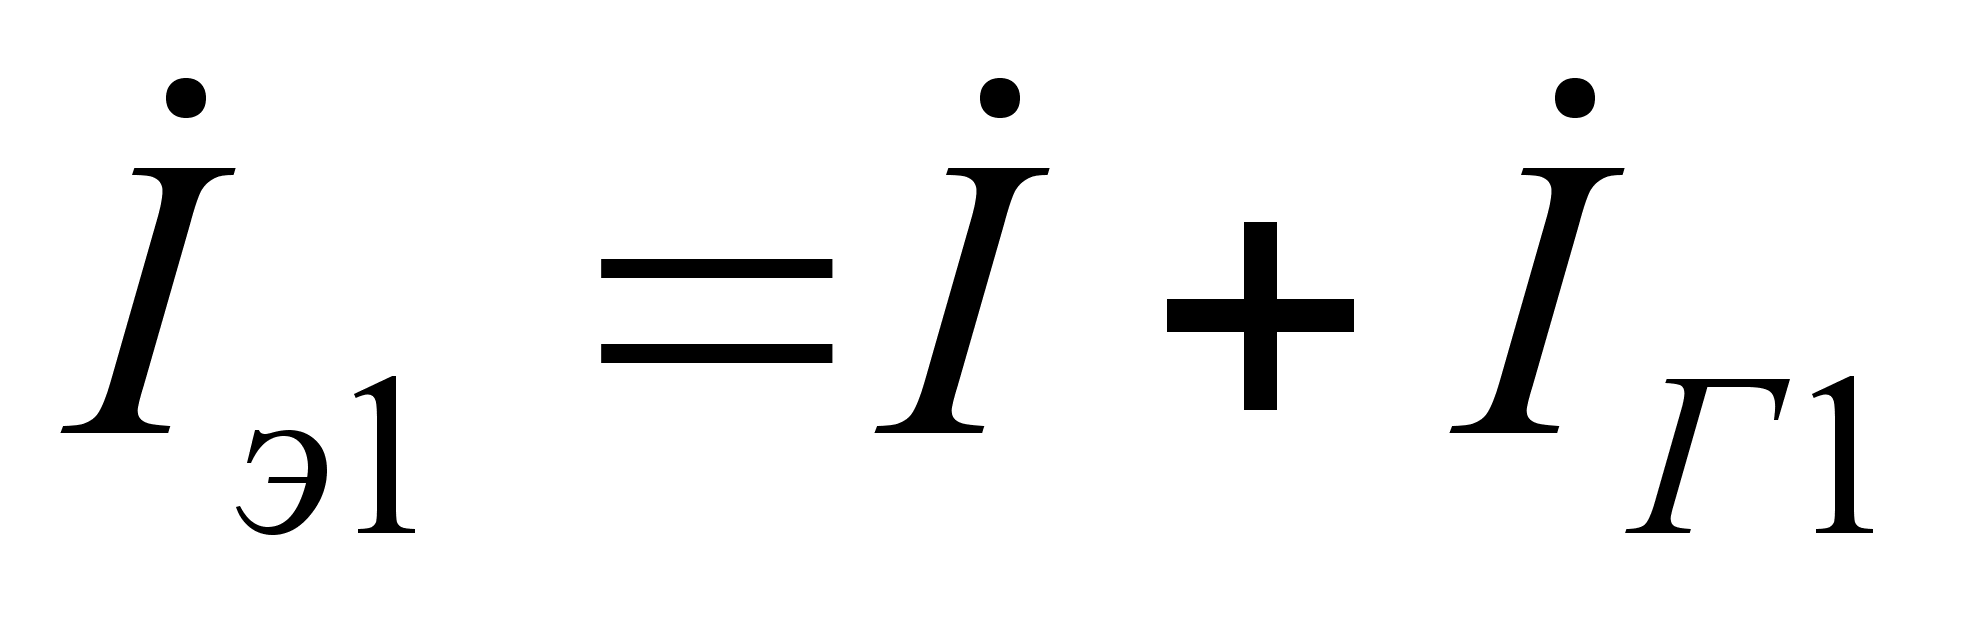 İ э1 = İ + İ Г1